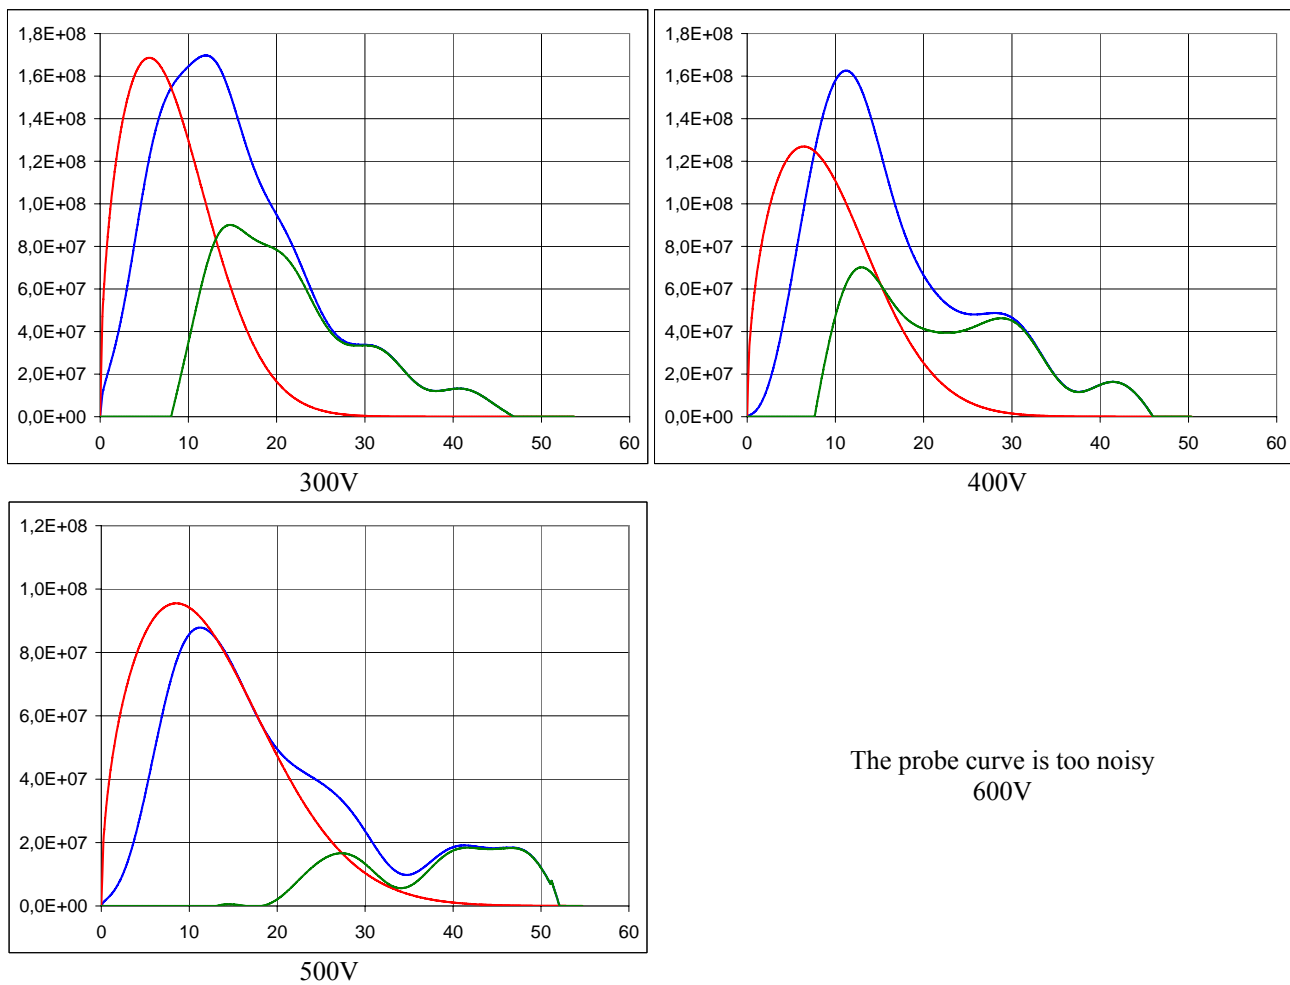 1,8E+08
1,6E+08
1,4E+08
1,2E+08
1,0E+08
8,0E+07
6,0E+07
4,0E+07
2,0E+07
0,0E+00
0 10 20 30 40 50 60
300V
1,8E+08
1,6E+08
1,4E+08
1,2E+08
1,0E+08
8,0E+07
6,0E+07
4,0E+07
2,0E+07
0,0E+00
0 10 20 30 40 50 60
400V
1,2E+08
1,0E+08
8,0E+07
6,0E+07
4,0E+07
2,0E+07
0,0E+00
0 10 20 30 40 50 60
500V
The probe curve is too noisy
600V